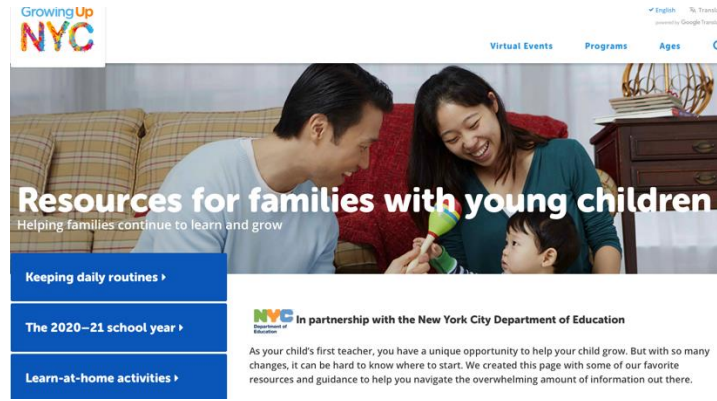 Growing Up
NYC
English
powered by Google
Virtual Events
Programs
Ages
Resources for families with young children
Helping families continue to learn and grow
Keeping daily routines
The 2020–21 school year
Learn-at-home activities
NYC
Department of
Education
In partnership with the New York City Department of Education
As your child's first teacher, you have a unique opportunity to help your child grow. But with so many
changes, it can be hard to know where to start. We created this page with some of our favorite
resources and guidance to help you navigate the overwhelming amount of information out there.